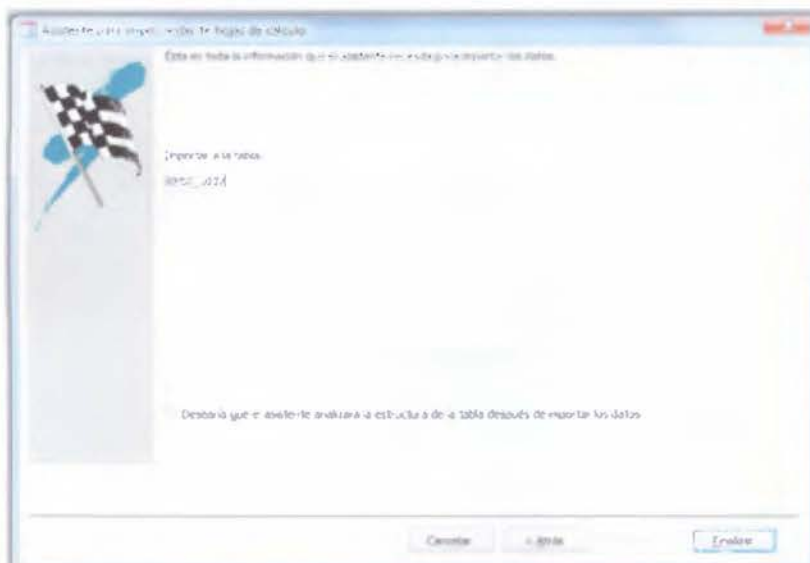 Asistente para importación de hojas de cálculo
Ésta es toda la información que el asistente necesita para importar los datos.
Importar a la tabla:
Desearía que el asistente analizara la estructura de la tabla después de importar los datos
Cancelar
< Atrás
Finalizar